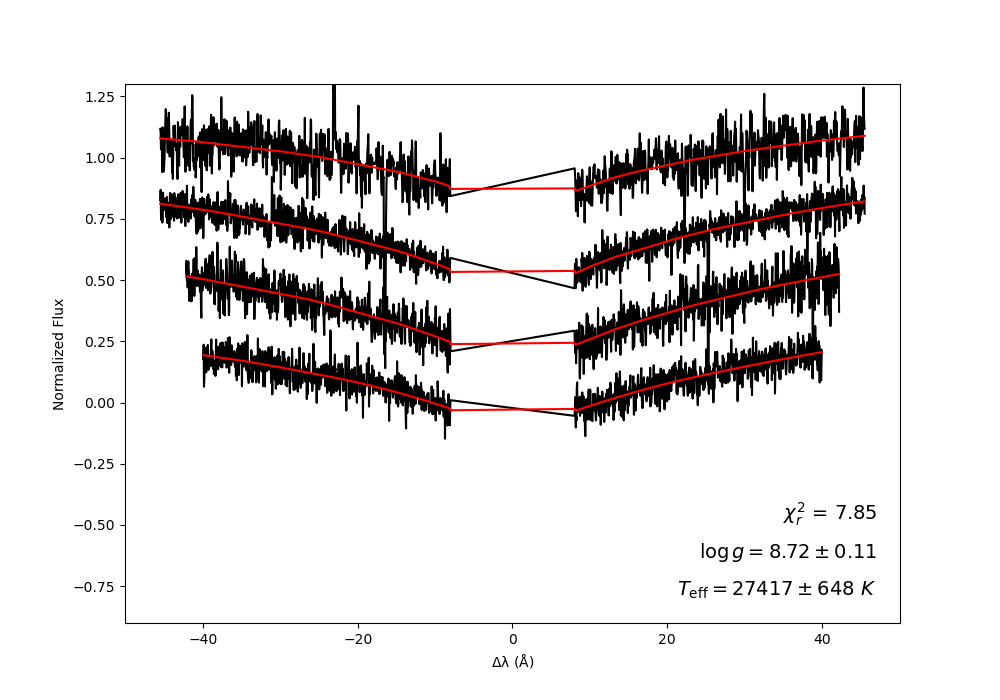 1.25
1.00
0.75
0.50
0.25
0.00
−0.25
−0.50
−0.75
Normalized Flux
χ²ᵣ = 7.85
log g = 8.72 ± 0.11
T_eff = 27417 ± 648 K
−40 −20 0 20 40
Δλ (Å)